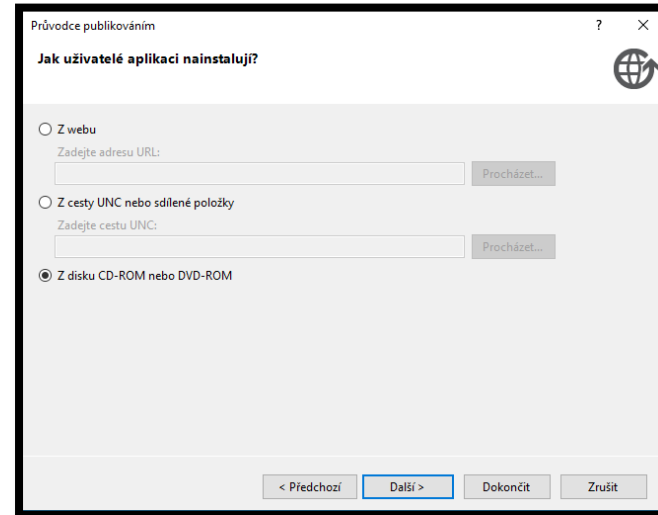 Průvodce publikováním
?
Jak uživatelé aplikaci nainstalují?
Z webu
Zadejte adresu URL:
Procházet...
Z cesty UNC nebo sdílené položky
Zadejte cestu UNC:
Procházet...
Z disku CD-ROM nebo DVD-ROM
< Předchozí Další > Dokončit Zrušit